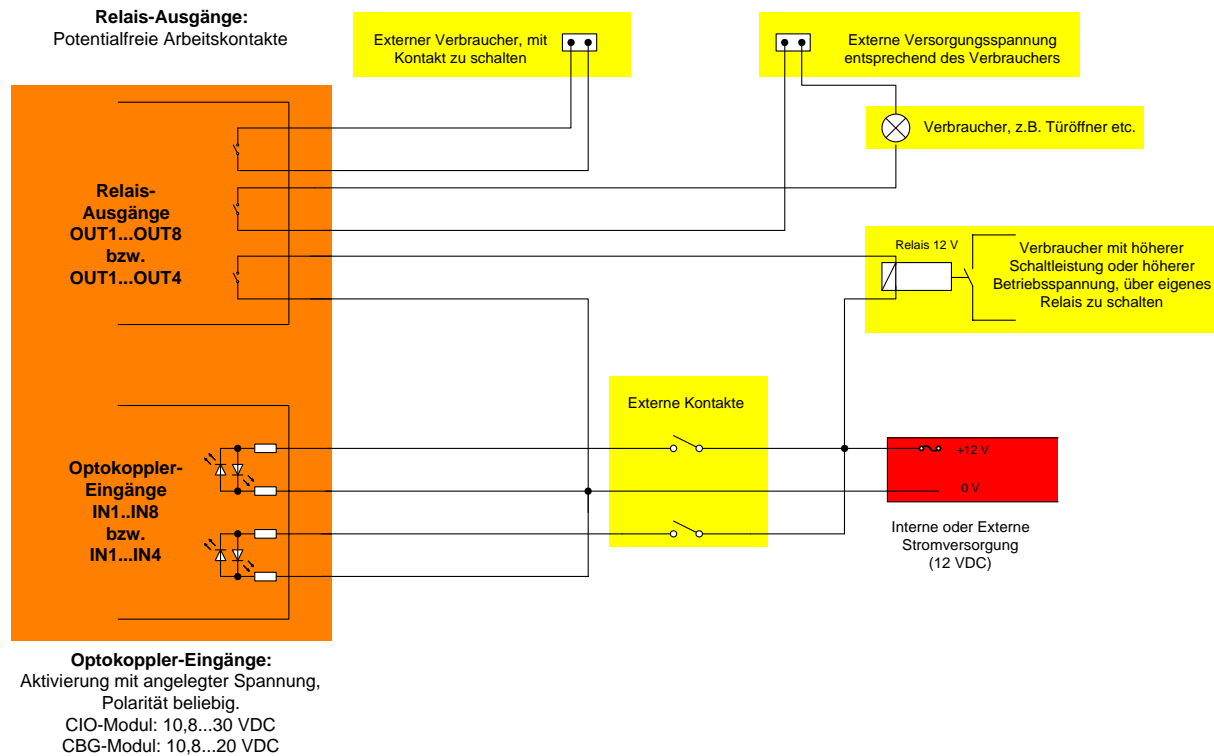 Relais-Ausgänge:
Potentialfreie Arbeitskontakte
Externer Verbraucher, mit
Kontakt zu schalten
Externe Versorgungsspannung
entsprechend des Verbrauchers
Verbraucher, z.B. Türöffner etc.
Relais-
Ausgänge
OUT1...OUT8
bzw.
OUT1...OUT4
Relais 12 V
Verbraucher mit höherer
Schaltleistung oder höherer
Betriebsspannung, über eigenes
Relais zu schalten
Externe Kontakte
Optokoppler-
Eingänge
IN1..IN8
bzw.
IN1...IN4
+12 V
0 V
Interne oder Externe
Stromversorgung
(12 VDC)
Optokoppler-Eingänge:
Aktivierung mit angelegter Spannung,
Polarität beliebig.
CIO-Modul: 10,8...30 VDC
CBG-Modul: 10,8...20 VDC